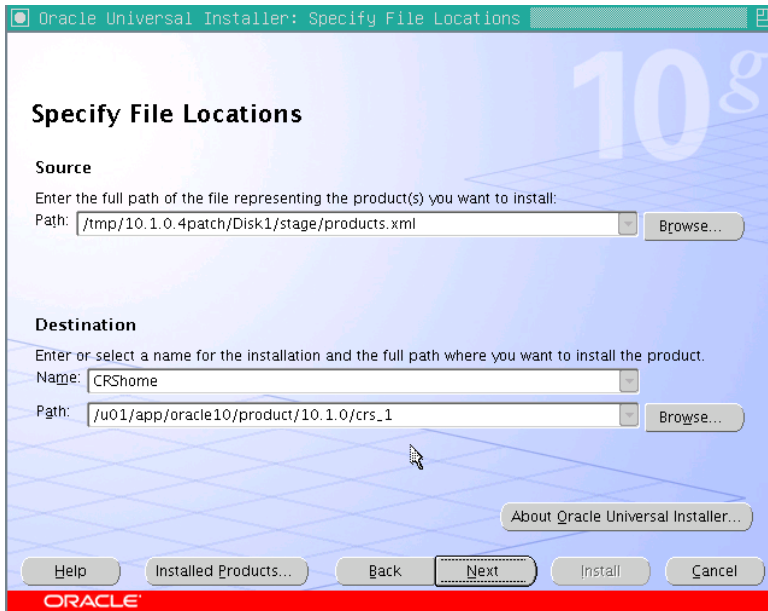 Oracle Universal Installer: Specify File Locations
10g
Specify File Locations
Source
Enter the full path of the file representing the product(s) you want to install:
Path: /tmp/10.1.0.4patch/Disk1/stage/products.xml Browse...
Destination
Enter or select a name for the installation and the full path where you want to install the product.
Name: CRShome
Path: /u01/app/oracle10/product/10.1.0/crs_1 Browse...
About Oracle Universal Installer...
Help Installed Products... Back Next Install Cancel
ORACLE